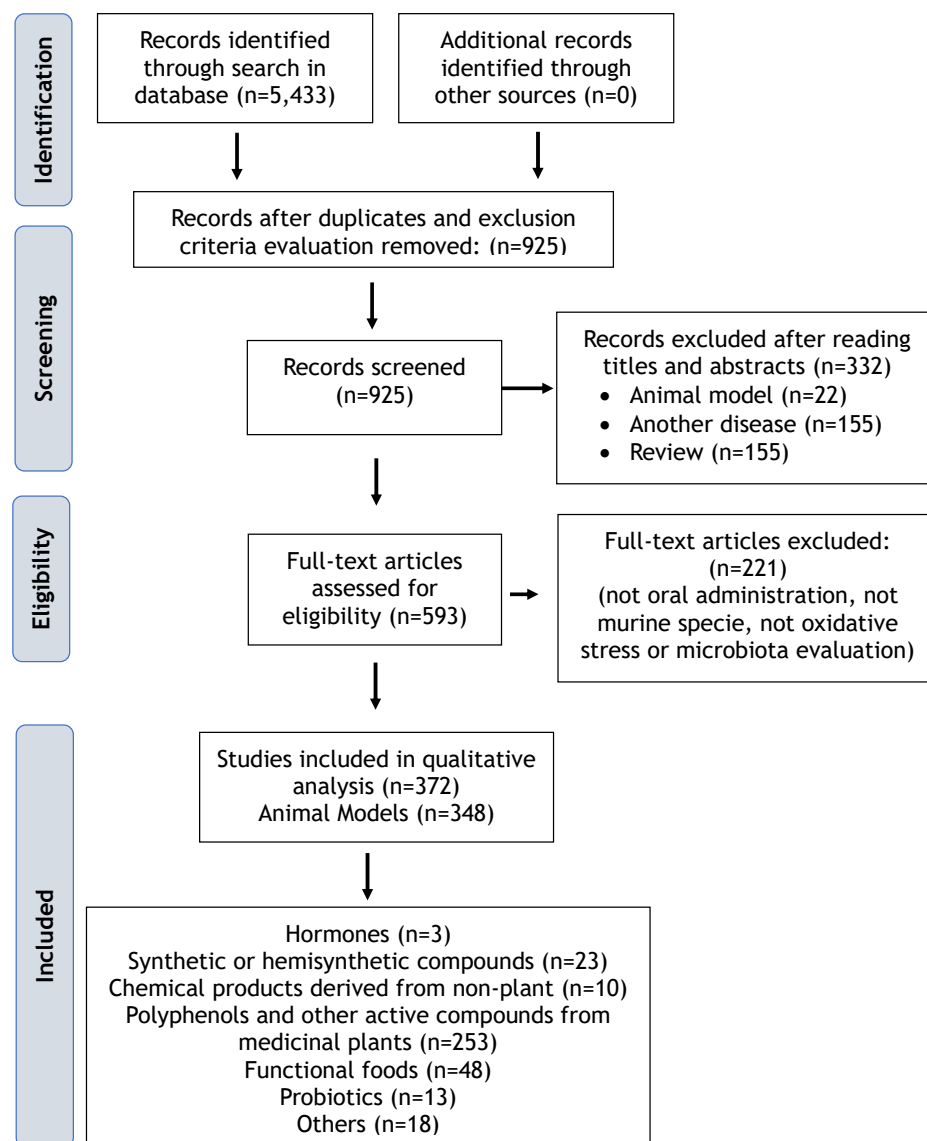 Identification
Records identified
through search in
database (n=5,433)
Additional records
identified through
other sources (n=0)
Records after duplicates and exclusion
criteria evaluation removed: (n=925)
Screening
Records screened
(n=925)
Records excluded after reading
titles and abstracts (n=332)
• Animal model (n=22)
• Another disease (n=155)
• Review (n=155)
Eligibility
Full-text articles
assessed for
eligibility (n=593)
Full-text articles excluded:
(n=221)
(not oral administration, not
murine specie, not oxidative
stress or microbiota evaluation)
Included
Studies included in qualitative
analysis (n=372)
Animal Models (n=348)
Hormones (n=3)
Synthetic or hemisynthetic compounds (n=23)
Chemical products derived from non-plant (n=10)
Polyphenols and other active compounds from
medicinal plants (n=253)
Functional foods (n=48)
Probiotics (n=13)
Others (n=18)